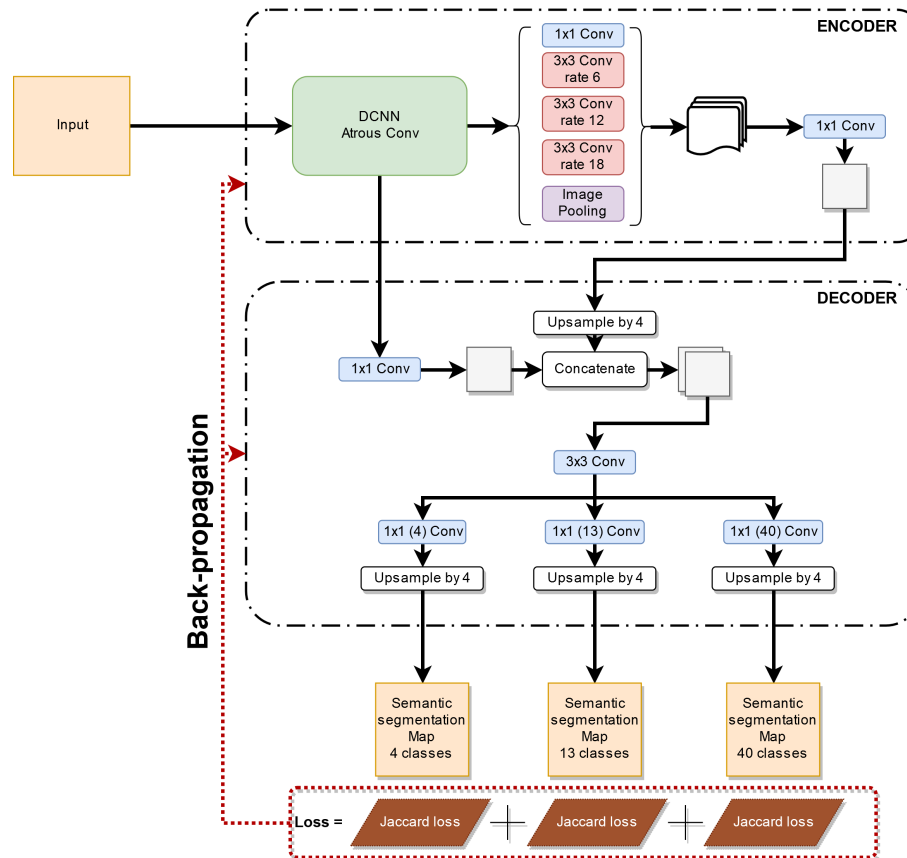 ENCODER
Input
DCNN
Atrous Conv
1x1 Conv
3x3 Conv
rate 6
3x3 Conv
rate 12
3x3 Conv
rate 18
Image
Pooling
1x1 Conv
DECODER
Upsample by 4
1x1 Conv
Concatenate
3x3 Conv
1x1 (4) Conv
1x1 (13) Conv
1x1 (40) Conv
Upsample by 4
Upsample by 4
Upsample by 4
Back-propagation
Semantic
segmentation
Map
4 classes
Semantic
segmentation
Map
13 classes
Semantic
segmentation
Map
40 classes
Loss = Jaccard loss + Jaccard loss + Jaccard loss